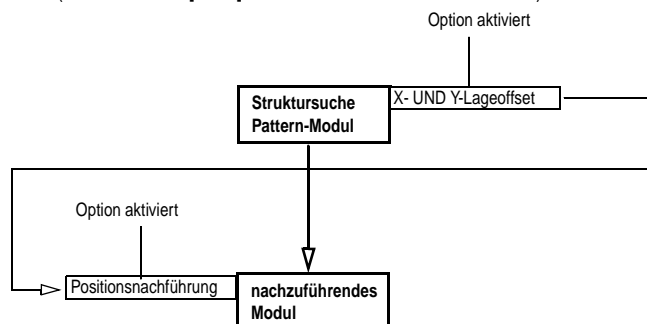 Option aktiviert
Struktursuche
Pattern-Modul
X- UND Y-Lageoffset
Option aktiviert
Positionsnachführung
nachzuführendes
Modul